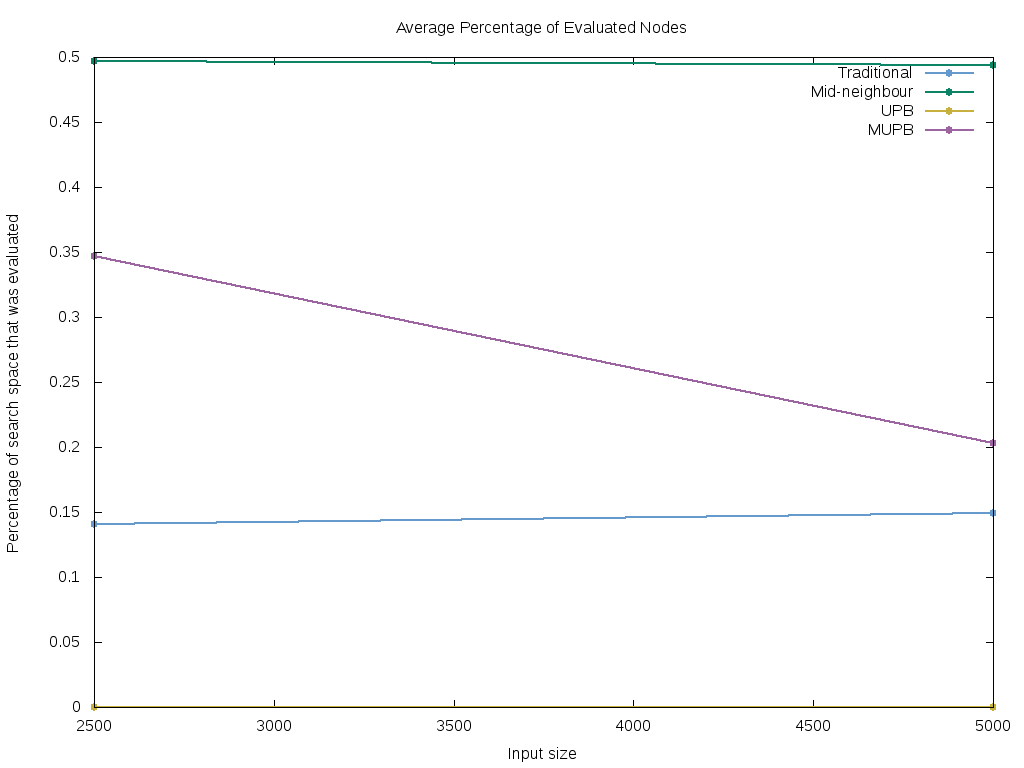 Average Percentage of Evaluated Nodes
Percentage of search space that was evaluated
0.5
0.45
0.4
0.35
0.3
0.25
0.2
0.15
0.1
0.05
0
Traditional
Mid-neighbour
UPB
MUPB
2500 3000 3500 4000 4500 5000
Input size